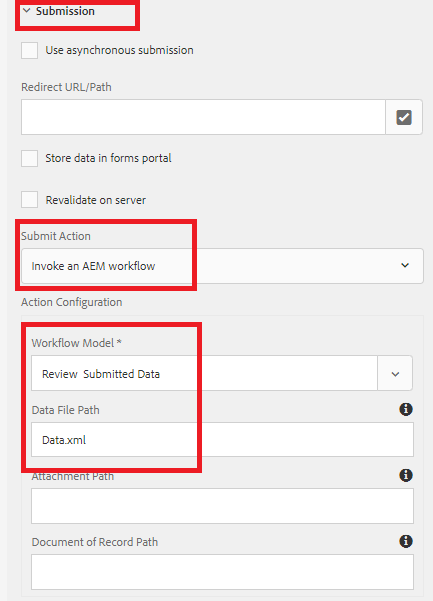 Submission
Use asynchronous submission
Redirect URL/Path
Store data in forms portal
Revalidate on server
Submit Action
Invoke an AEM workflow
Action Configuration
Workflow Model *
Review  Submitted Data
Data File Path
Data.xml
Attachment Path
Document of Record Path